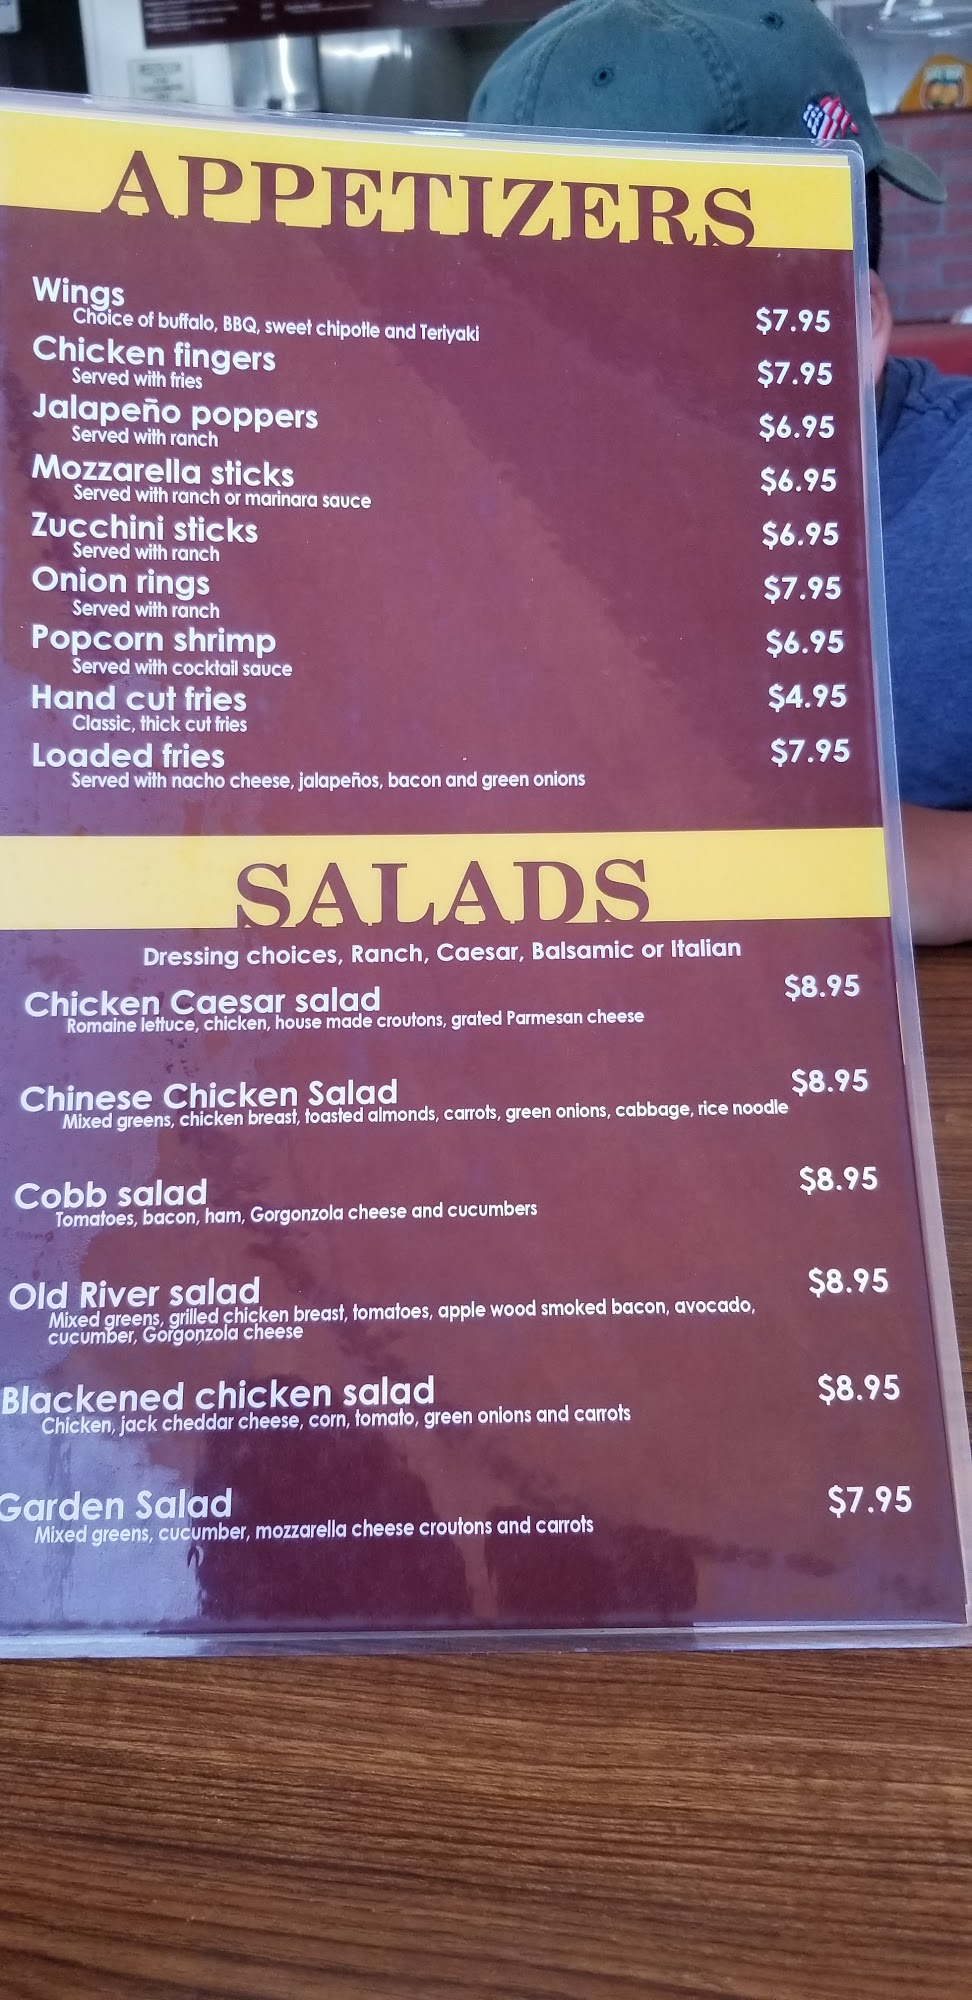 APPETIZERS
Wings $7.95
Choice of buffalo, BBQ, sweet chipotle and Teriyaki
Chicken fingers $7.95
Served with fries
Jalapeño poppers $6.95
Served with ranch
Mozzarella sticks $6.95
Served with ranch or marinara sauce
Zucchini sticks $6.95
Served with ranch
Onion rings $7.95
Served with ranch
Popcorn shrimp $6.95
Served with cocktail sauce
Hand cut fries $4.95
Classic, thick cut fries
Loaded fries $7.95
Served with nacho cheese, jalapeños, bacon and green onions
SALADS
Dressing choices, Ranch, Caesar, Balsamic or Italian
Chicken Caesar salad $8.95
Romaine lettuce, chicken, house made croutons, grated Parmesan cheese
Chinese Chicken Salad $8.95
Mixed greens, chicken breast, toasted almonds, carrots, green onions, cabbage, rice noodle
Cobb salad $8.95
Tomatoes, bacon, ham, Gorgonzola cheese and cucumbers
Old River salad $8.95
Mixed greens, grilled chicken breast, tomatoes, apple wood smoked bacon, avocado,
cucumber, Gorgonzola cheese
Blackened chicken salad $8.95
Chicken, jack cheddar cheese, corn, tomato, green onions and carrots
Garden Salad $7.95
Mixed greens, cucumber, mozzarella cheese croutons and carrots